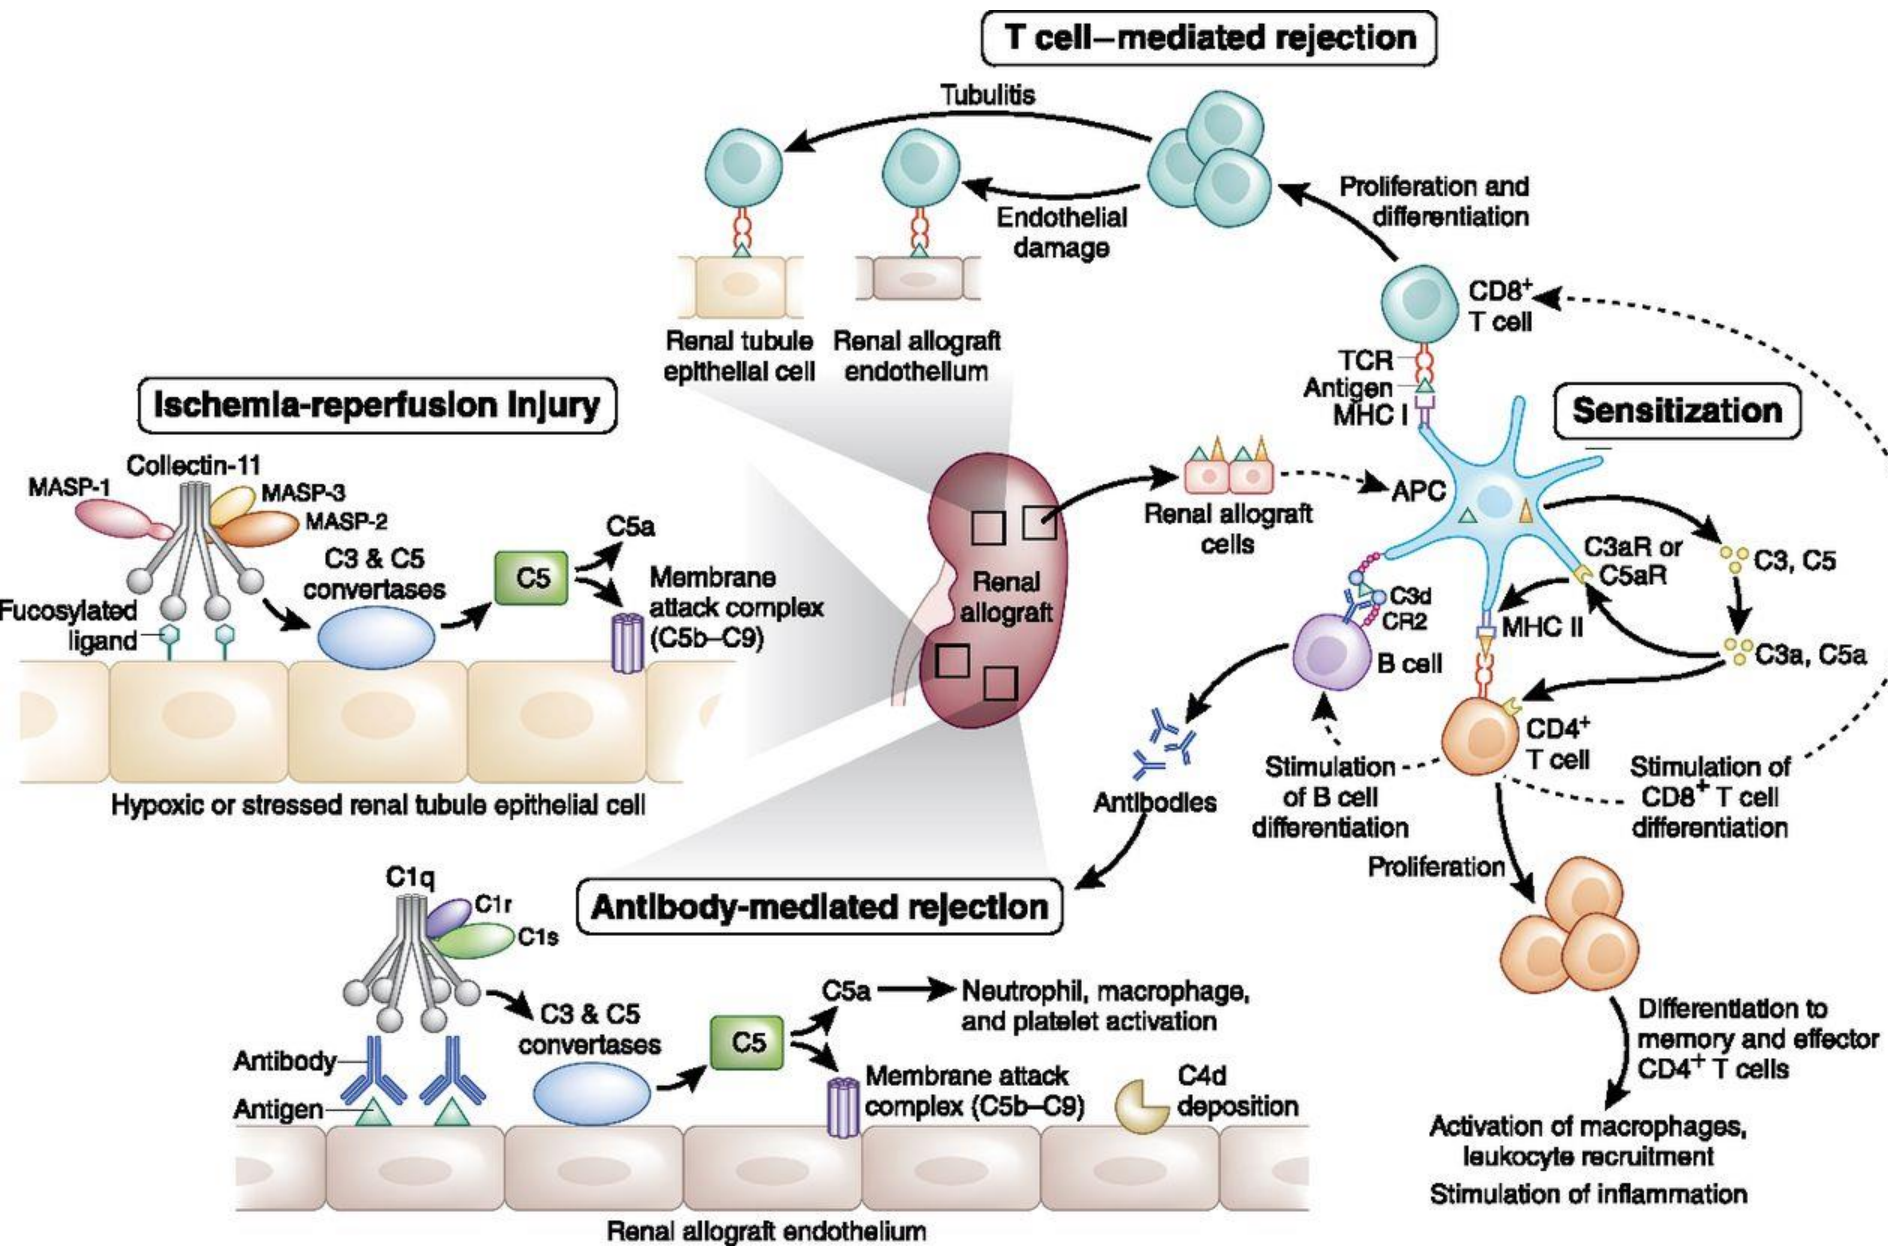 T cell–mediated rejection
Tubulitis
Endothelial
damage
Proliferation and
differentiation
CD8+
T cell
Renal tubule
epithelial cell
Renal allograft
endothelium
TCR
Antigen
MHC I
Ischemia-reperfusion Injury
Collectin-11
MASP-1
MASP-3
MASP-2
C3 & C5
convertases
C5
C5a
Membrane
attack complex
(C5b–C9)
Fucosylated
ligand
Hypoxic or stressed renal tubule epithelial cell
Renal
allograft
Sensitization
Renal allograft
cells
APC
C3aR or
C5aR
C3, C5
C3d
CR2
MHC II
C3a, C5a
B cell
CD4+
T cell
Antibodies
Stimulation
of B cell
differentiation
Stimulation of
CD8+ T cell
differentiation
Proliferation
Differentiation to
memory and effector
CD4+ T cells
Activation of macrophages,
leukocyte recruitment
Stimulation of inflammation
Antibody-mediated rejection
C1q
C1r
C1s
C3 & C5
convertases
C5
C5a
Neutrophil, macrophage,
and platelet activation
Membrane attack
complex (C5b–C9)
C4d
deposition
Antibody
Antigen
Renal allograft endothelium